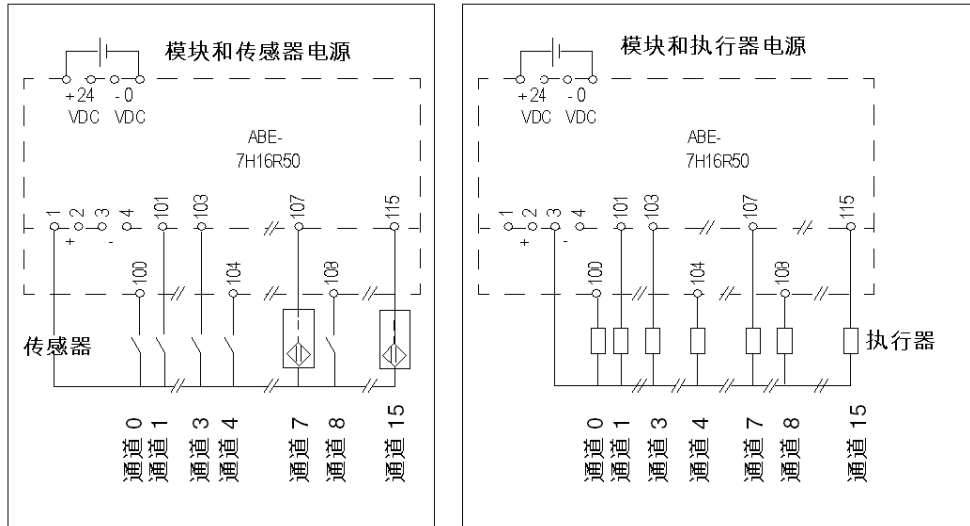 模块和传感器电源
+24 -0
VDC VDC
ABE-
7H16R50
1 2 3 4 101 103 107 115
+ -
100 104 108
传感器
通道 0
通道 1
通道 3
通道 4
通道 7
通道 8
通道 15
模块和执行器电源
+24 -0
VDC VDC
ABE-
7H16R50
1 2 3 4 101 103 107 115
+ -
100 104 108
执行器
通道 0
通道 1
通道 3
通道 4
通道 7
通道 8
通道 15